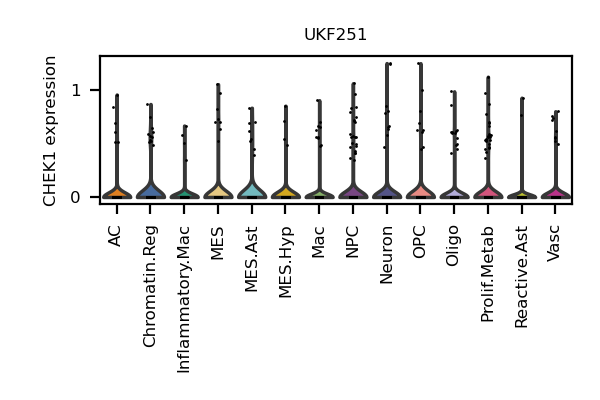 UKF251
CHEK1 expression
1
0
AC
Chromatin.Reg
Inflammatory.Mac
MES
MES.Ast
MES.Hyp
Mac
NPC
Neuron
OPC
Oligo
Prolif.Metab
Reactive.Ast
Vasc